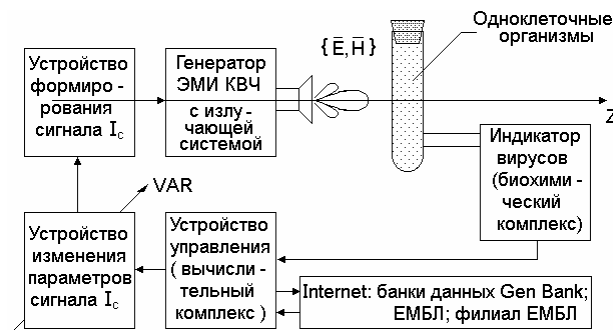 Устройство
формиро -
рования
сигнала Iс
Генератор
ЭМИ КВЧ
с излу -
чающей
системой
{Ē, H̄}
Одноклеточные
организмы
Z
Индикатор
вирусов
(биохими -
ческий
комплекс)
VAR
Устройство
изменения
параметров
сигнала Iс
Устройство
управления
( вычисли -
тельный
комплекс )
Internet: банки данных Gen Bank;
ЕМБЛ; филиал ЕМБЛ